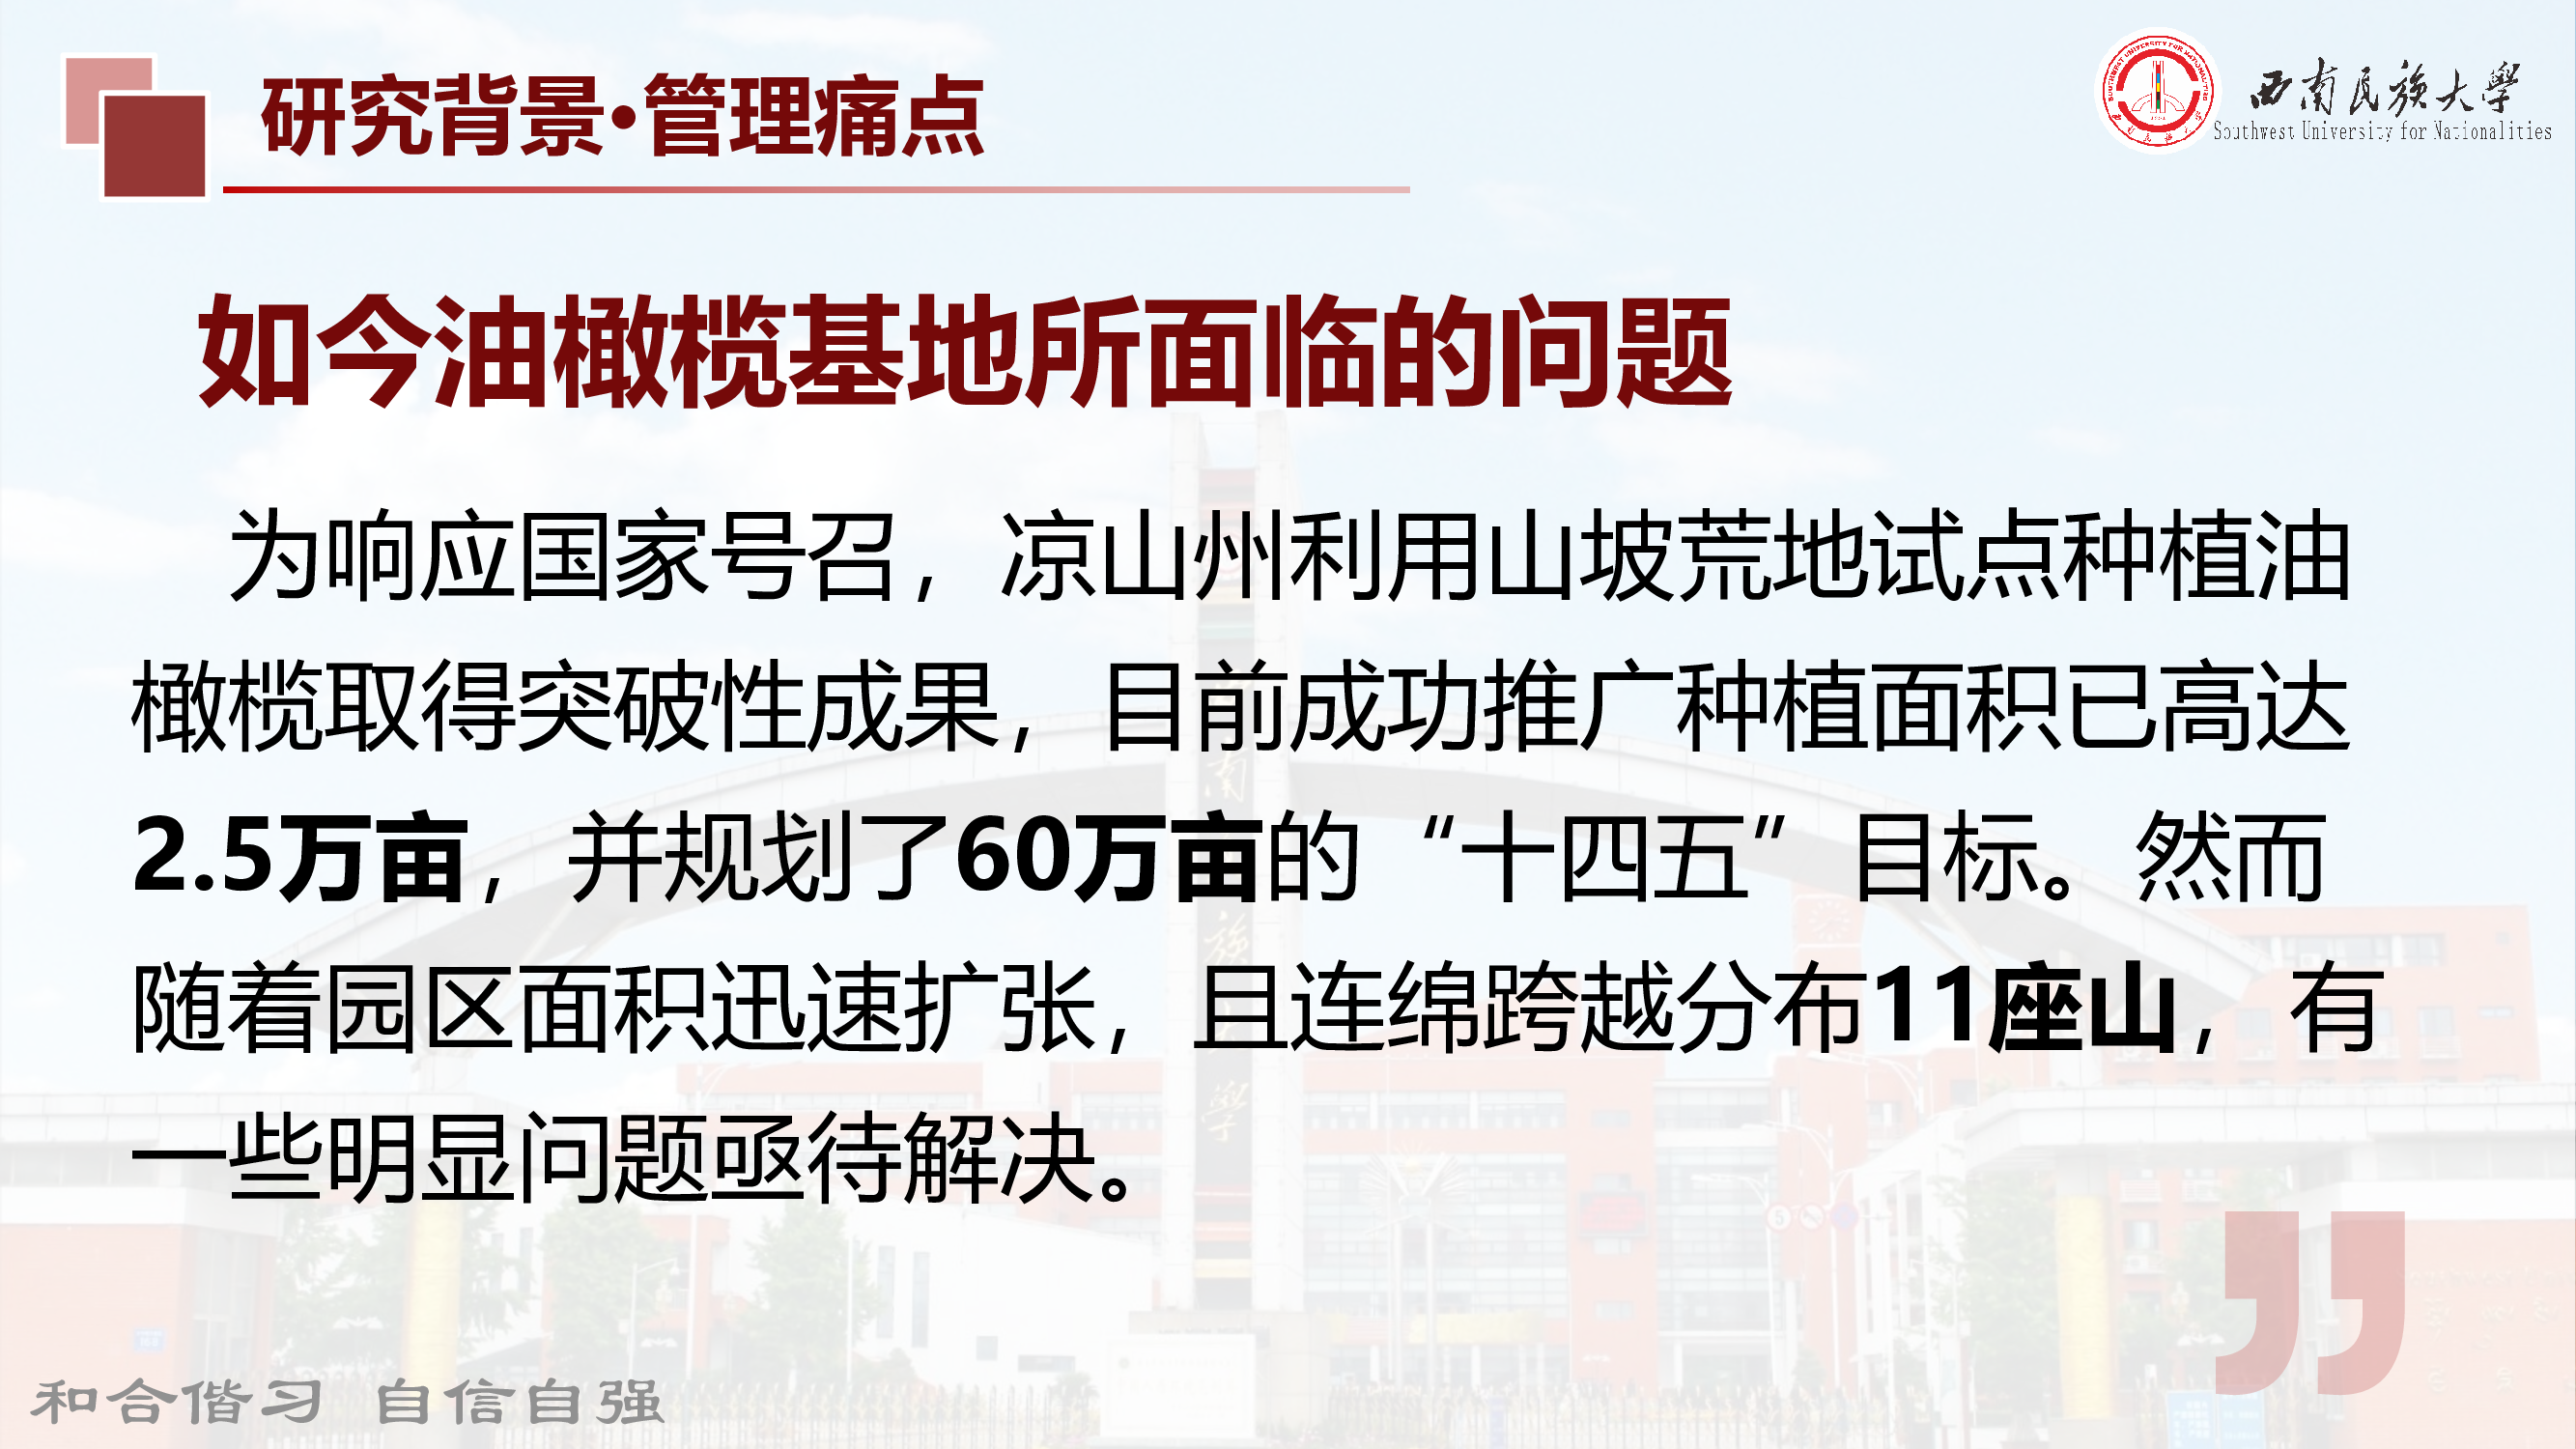 研究背景·管理痛点
西南民族大学
Southwest University for Nationalities
如今油橄榄基地所面临的问题
为响应国家号召，凉山州利用山坡荒地试点种植油
橄榄取得突破性成果，目前成功推广种植面积已高达
2.5万亩，并规划了60万亩的“十四五”目标。然而
随着园区面积迅速扩张，且连绵跨越分布11座山，有
一些明显问题亟待解决。
和合偕习 自信自强